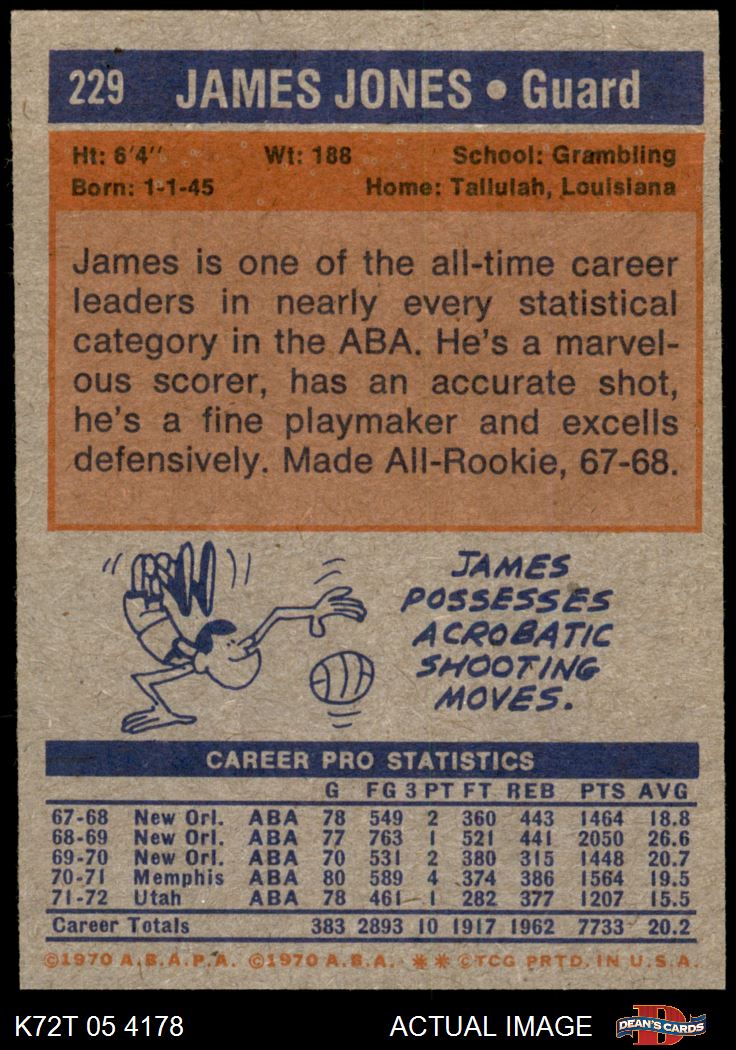 229 JAMES JONES • Guard
Ht: 6'4'' Wt: 188 School: Grambling
Born: 1-1-45 Home: Tallulah, Louisiana
James is one of the all-time career
leaders in nearly every statistical
category in the ABA. He's a marvel-
ous scorer, has an accurate shot,
he's a fine playmaker and excells
defensively. Made All-Rookie, 67-68.
JAMES
POSSESSES
ACROBATIC
SHOOTING
MOVES.
CAREER PRO STATISTICS
G FG 3 PT FT REB PTS AVG
67-68 New Orl. ABA 78 549 2 360 443 1464 18.8
68-69 New Orl. ABA 77 763 1 521 441 2050 26.6
69-70 New Orl. ABA 70 531 2 380 315 1448 20.7
70-71 Memphis ABA 80 589 4 374 386 1564 19.5
71-72 Utah ABA 78 461 1 282 377 1207 15.5
Career Totals 383 2893 10 1917 1962 7733 20.2
©1970 A.B.A.P.A. ©1970 A.B.A. ** ©TCG PRTD. IN U.S.A.
K72T 05 4178 ACTUAL IMAGE D DEAN'S CARDS